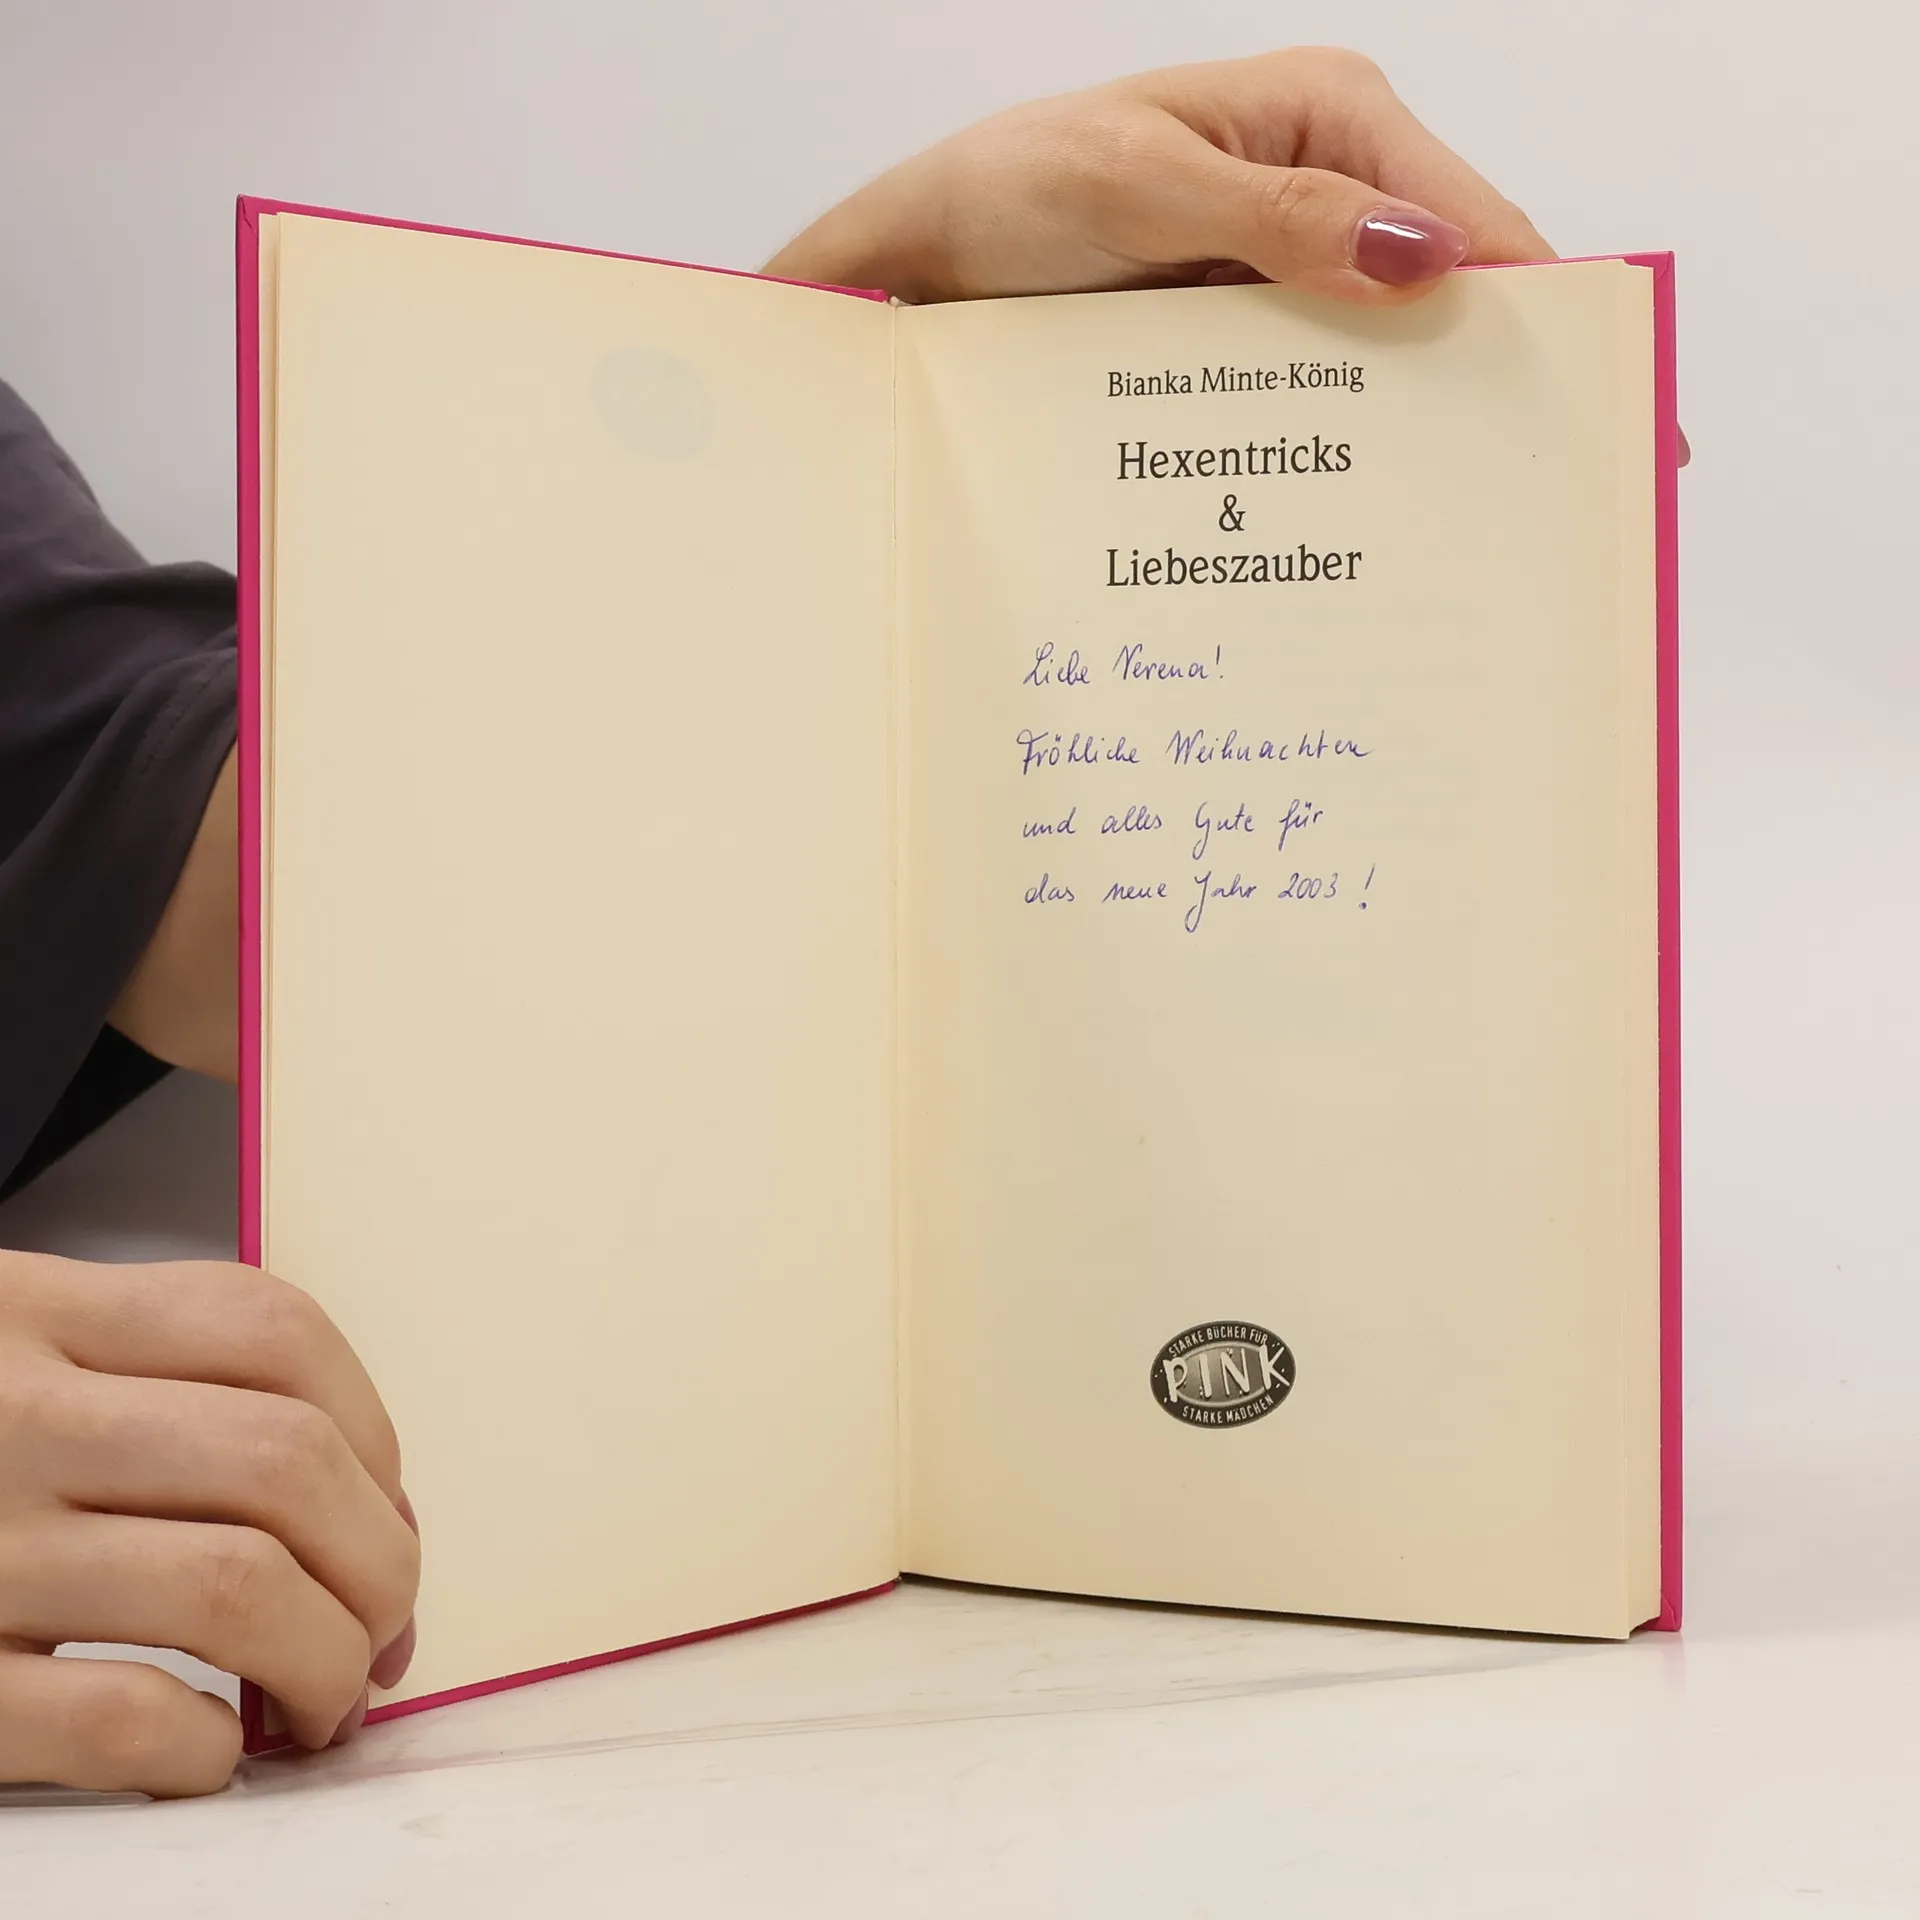 Bianka Minte-König
Hexentricks
&
Liebeszauber
Liebe Verena!
Fröhliche Weihnachten
und alles Gute für
das neue Jahr 2003 !
STARKE BÜCHER FÜR
PINK
STARKE MÄDCHEN